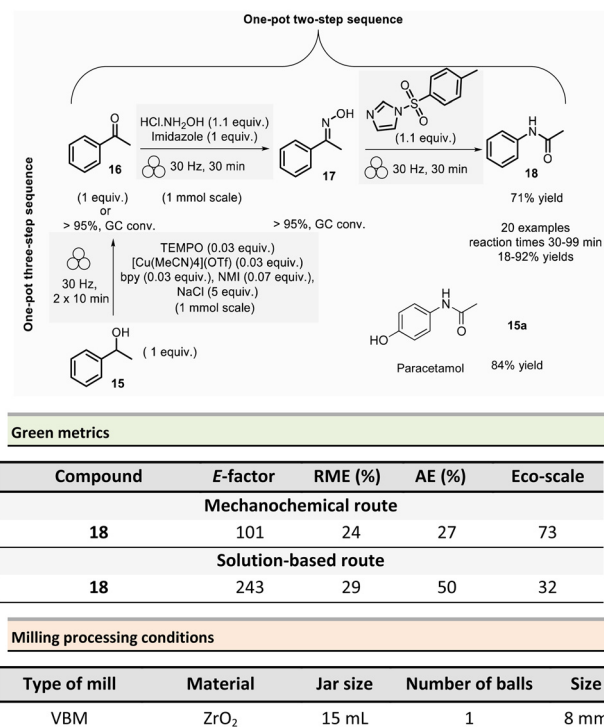 One-pot two-step sequence
One-pot three-step sequence
O
16
(1 equiv.)
or
> 95%, GC conv.
HCl.NH2OH (1.1 equiv.)
Imidazole (1 equiv.)
30 Hz, 30 min
(1 mmol scale)
N OH
17
> 95%, GC conv.
N N S O O
(1.1 equiv.)
30 Hz, 30 min
H N O
18
71% yield
20 examples
reaction times 30-99 min
18-92% yields
30 Hz,
2 x 10 min
TEMPO (0.03 equiv.)
[Cu(MeCN)4](OTf) (0.03 equiv.)
bpy (0.03 equiv.), NMI (0.07 equiv.),
NaCl (5 equiv.)
(1 mmol scale)
OH
( 1 equiv.)
15
H N O HO
15a
Paracetamol
84% yield
Green metrics
Compound E-factor RME (%) AE (%) Eco-scale
Mechanochemical route
18 101 24 27 73
Solution-based route
18 243 29 50 32
Milling processing conditions
Type of mill Material Jar size Number of balls Size
VBM ZrO2 15 mL 1 8 mm